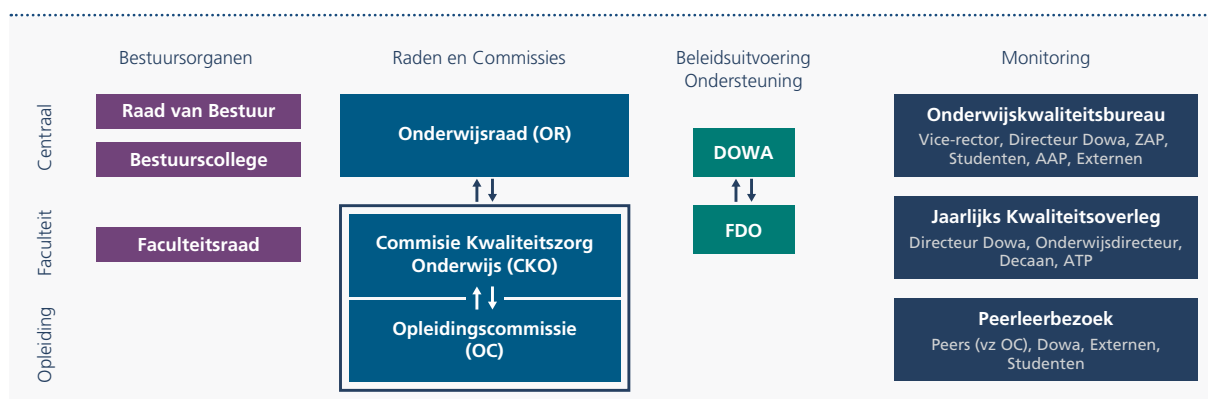 Bestuursorganen
Raden en Commissies
Beleidsuitvoering
Ondersteuning
Monitoring
Centraal
Raad van Bestuur
Bestuurscollege
Onderwijsraad (OR)
DOWA
Onderwijskwaliteitsbureau
Vice-rector, Directeur Dowa, ZAP,
Studenten, AAP, Externen
Faculteit
Faculteitsraad
Commisie Kwaliteitszorg
Onderwijs (CKO)
FDO
Jaarlijks Kwaliteitsoverleg
Directeur Dowa, Onderwijsdirecteur,
Decaan, ATP
Opleiding
Opleidingscommissie
(OC)
Peerleerbezoek
Peers (vz OC), Dowa, Externen,
Studenten